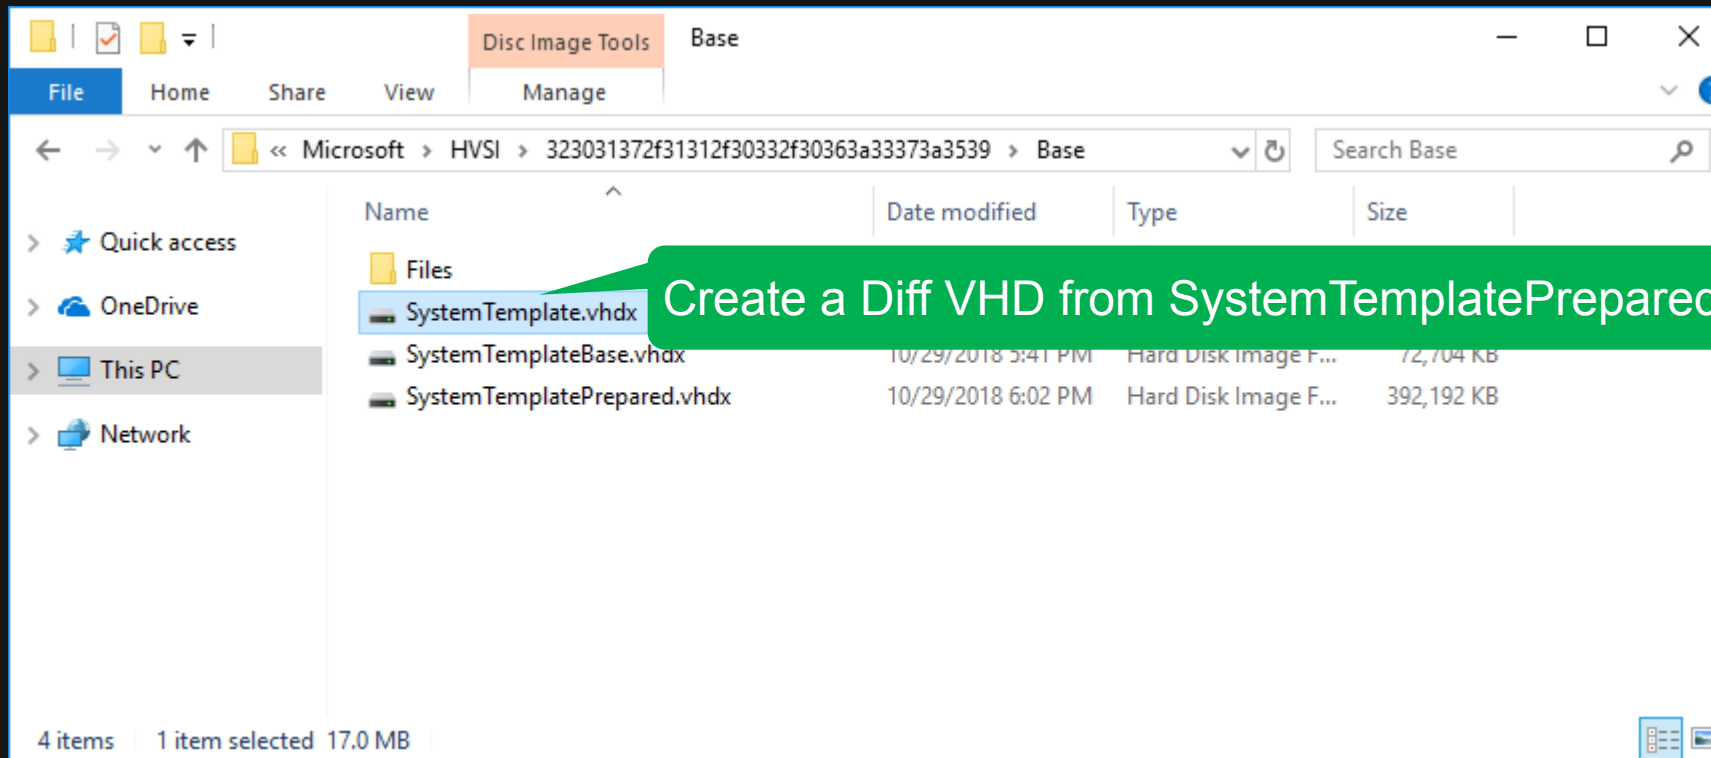 Disc Image Tools Base
File Home Share View Manage
« Microsoft > HVSI > 323031372f31312f30332f30363a33373a3539 > Base Search Base
Name Date modified Type Size
Quick access
Files
Create a Diff VHD from SystemTemplatePrepared
OneDrive
SystemTemplate.vhdx
SystemTemplateBase.vhdx 10/29/2018 5:41 PM Hard Disk Image F... 72,704 KB
This PC
SystemTemplatePrepared.vhdx 10/29/2018 6:02 PM Hard Disk Image F... 392,192 KB
Network
4 items 1 item selected 17.0 MB